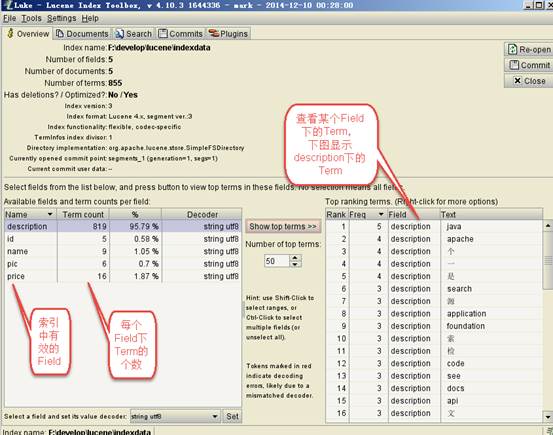 Luke - Lucene Index Toolbox, v 4.10.3 1644336 - mark - 2014-12-10 00:28:00
File Tools Settings Help
Overview Documents Search Commits Plugins
Index name: F:\develop\lucene\indexdata
Number of fields: 5
Number of documents: 5
Number of terms: 855
Has deletions? / Optimized?: No / Yes
Index version: 3
Index format: Lucene 4.x, segment ver.:3
Index functionality: flexible, codec-specific
TermInfos index divisor: 1
Directory implementation: org.apache.lucene.store.SimpleFSDirectory
Currently opened commit point: segments_1 (generation=1, segs=1)
Current commit user data: --
Re-open
Commit
Close
查看某个Field
下的Term,
下图显示
description下的
Term
Select fields from the list below, and press button to view top terms in these fields. No selection means all fields.
Available fields and term counts per field:
Name Term count % Decoder
description 819 95.79 % string utf8
id 5 0.58 % string utf8
name 9 1.05 % string utf8
pic 6 0.7 % string utf8
price 16 1.87 % string utf8
索引
中有
效的
Field
每个
Field下
Term的
个数
Select a field and set its value decoder: string utf8 Set
Show top terms >>
Number of top terms:
50
Hint: use Shift-Click
to select ranges, or
Ctrl-Click to select
multiple fields (or
unselect all).
Tokens marked in red
indicate decoding
errors, likely due to a
mismatched decoder.
Top ranking terms. (Right-click for more options)
Rank Freq Field Text
1 5 description java
2 4 description apache
3 4 description 个
4 4 description 一
5 4 description 是
6 3 description search
7 3 description 源
8 3 description application
9 3 description foundation
10 3 description 索
11 3 description 检
12 3 description code
13 3 description see
14 3 description docs
15 3 description api
16 3 description 文
Index name: F:\develop\lucene\indexdata